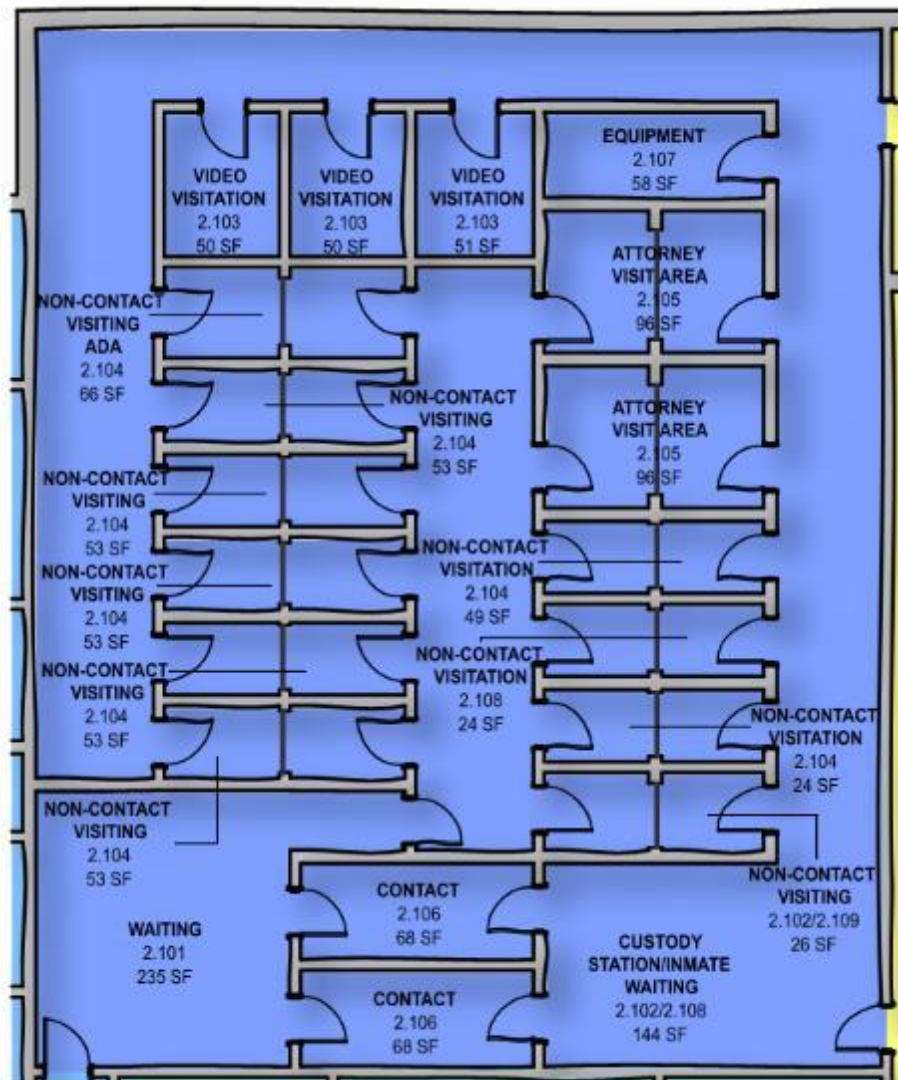 EQUIPMENT
2.107
58 SF
VIDEO
VISITATION
2.103
50 SF
VIDEO
VISITATION
2.103
50 SF
VIDEO
VISITATION
2.103
51 SF
ATTORNEY
VISIT AREA
2.105
96 SF
NON-CONTACT
VISITING
ADA
2.104
66 SF
NON-CONTACT
VISITING
2.104
53 SF
ATTORNEY
VISIT AREA
2.105
96 SF
NON-CONTACT
VISITING
2.104
53 SF
NON-CONTACT
VISITATION
2.104
49 SF
NON-CONTACT
VISITING
2.104
53 SF
NON-CONTACT
VISITATION
2.108
24 SF
NON-CONTACT
VISITING
2.104
53 SF
NON-CONTACT
VISITATION
2.104
24 SF
NON-CONTACT
VISITING
2.104
53 SF
NON-CONTACT
VISITING
2.102/2.109
26 SF
CONTACT
2.106
68 SF
WAITING
2.101
235 SF
CUSTODY
STATION/INMATE
WAITING
2.102/2.108
144 SF
CONTACT
2.106
68 SF